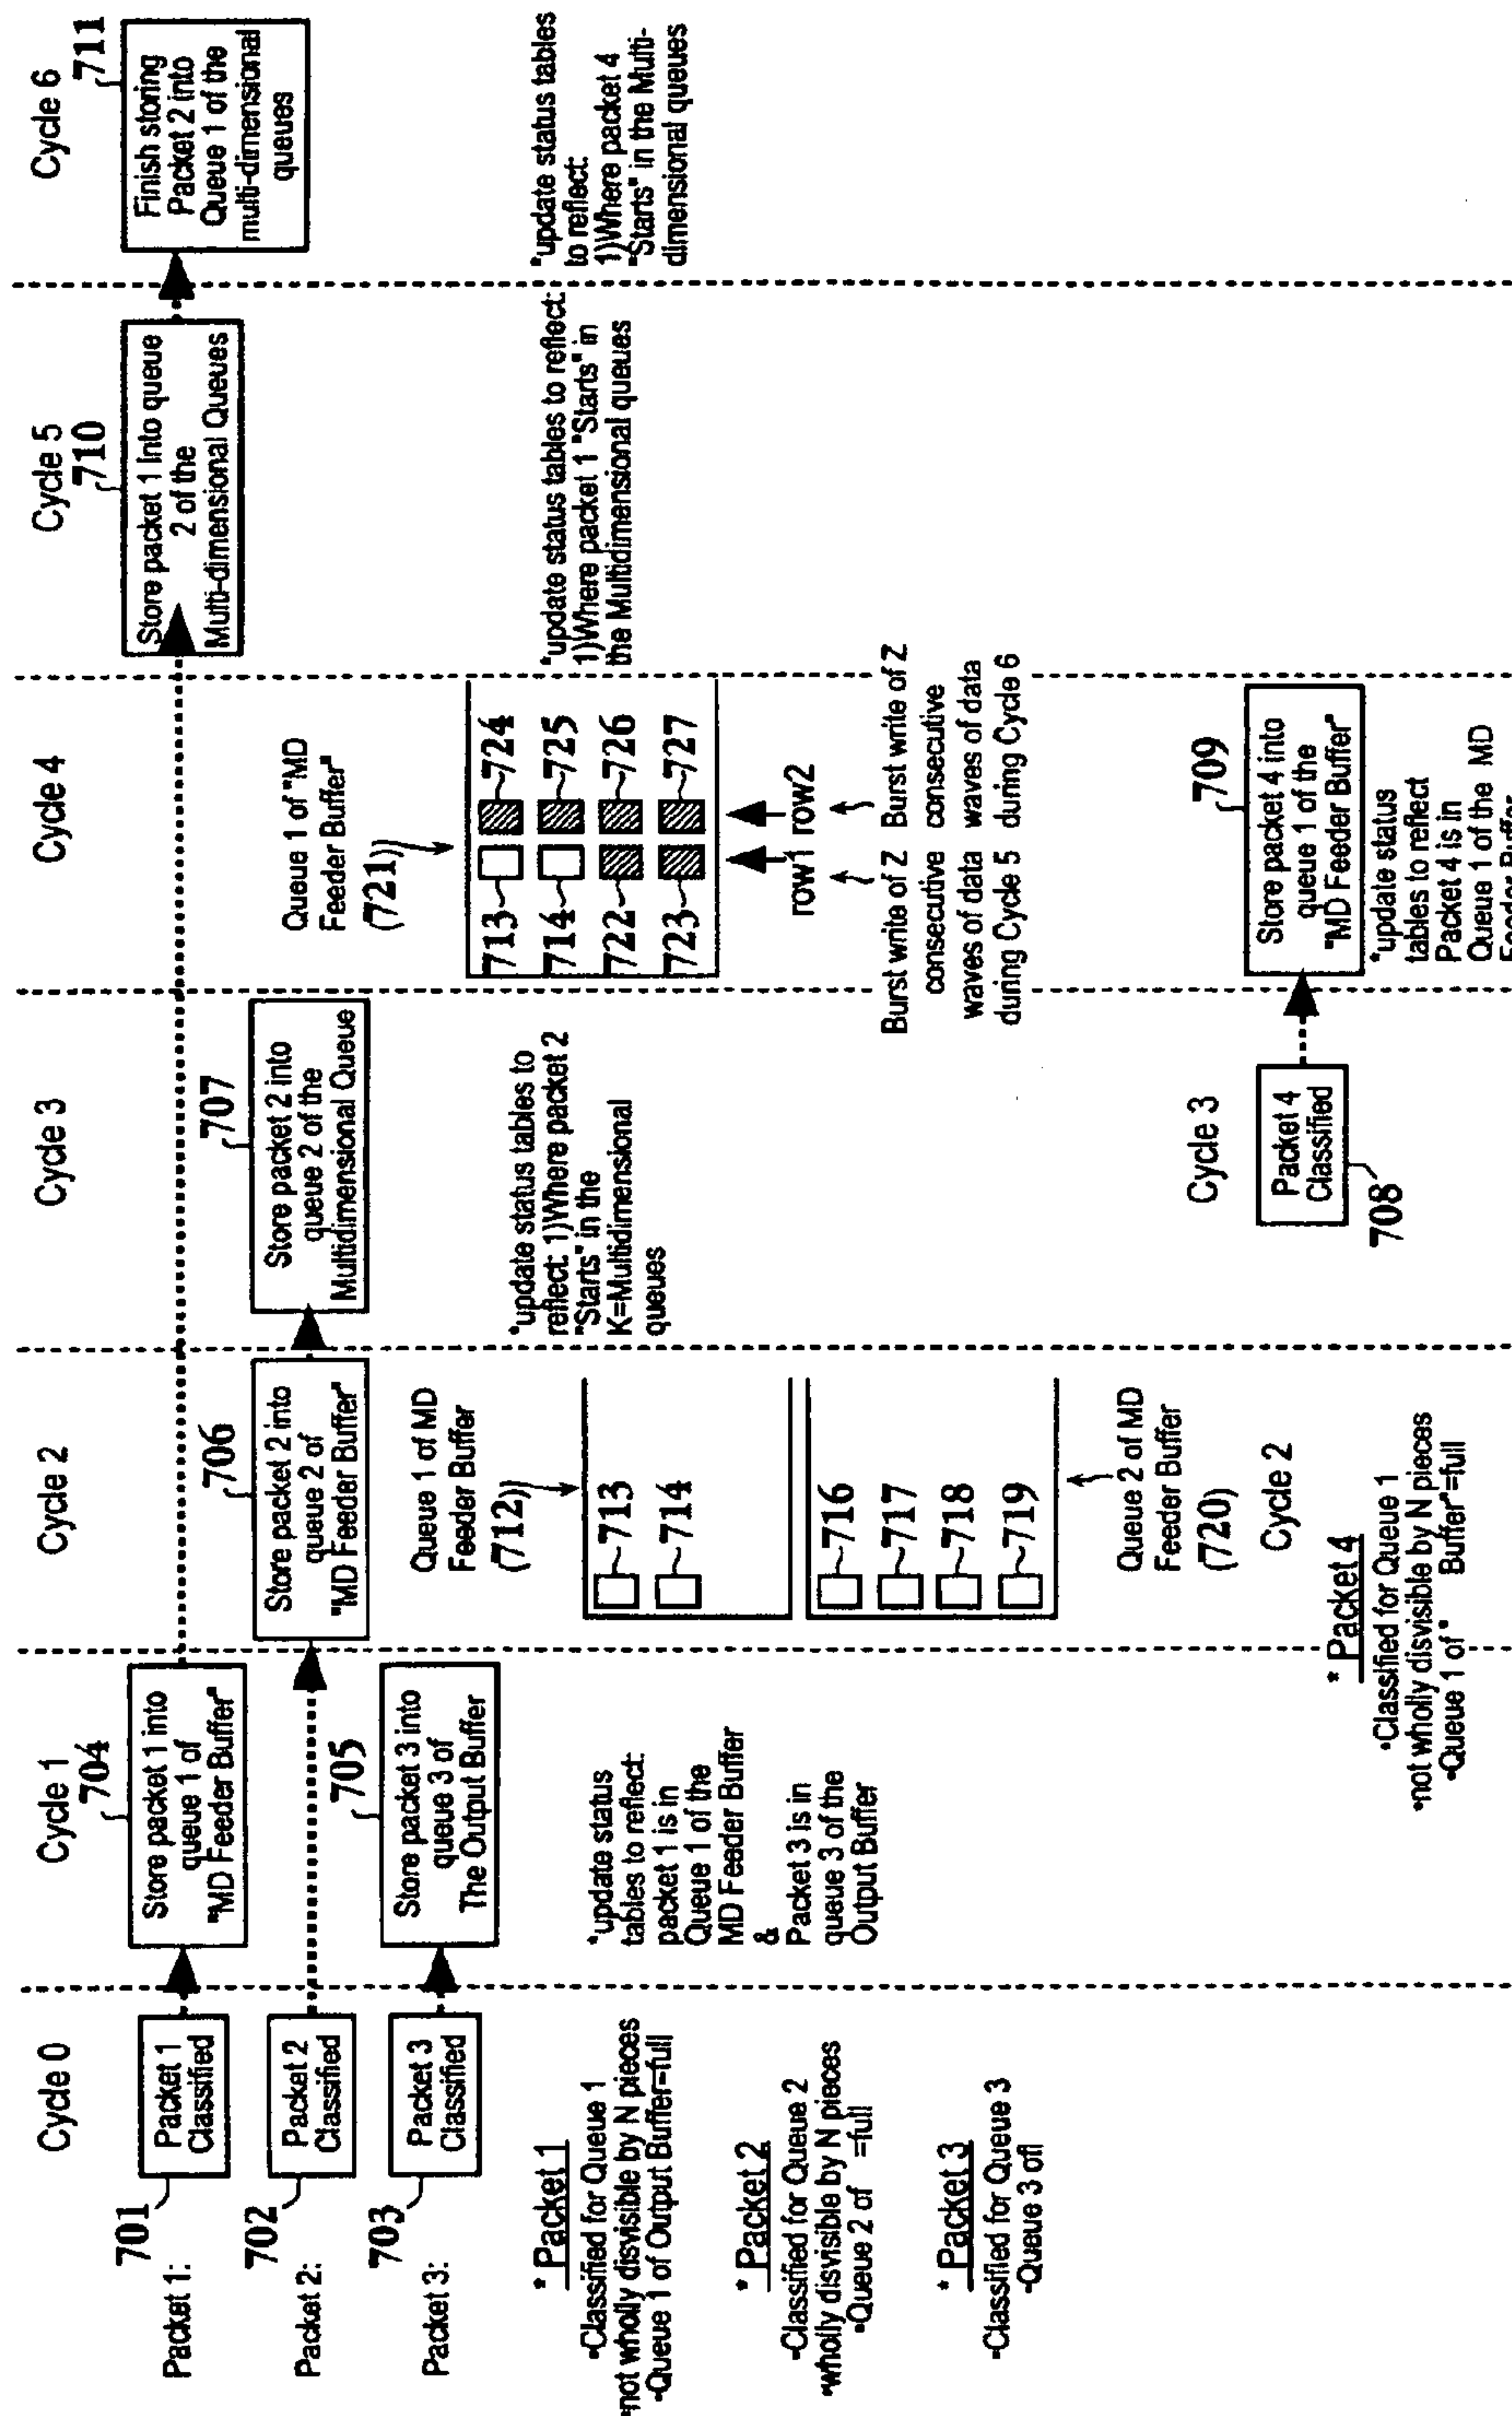 Cycle 0
Cycle 1
Cycle 2
Cycle 3
Cycle 4
Cycle 5
Cycle 6
Packet 1:
701
Packet 1
Classified
704
Store packet 1 into
queue 1 of
"MD Feeder Buffer"
710
Store packet 1 Into queue
2 of the
Multi-dimensional Queues
711
Finish storing
Packet 2 into
Queue 1 of the
multi-dimensional
queues
Packet 2:
702
Packet 2
Classified
706
Store packet 2 into
queue 2 of
"MD Feeder Buffer"
707
Store packet 2 into
queue 2 of the
Multidimensional Queue
Packet 3:
703
Packet 3
Classified
705
Store packet 3 into
queue 3 of
The Output Buffer
* Packet 1
•Classified for Queue 1
•not wholly disvisible by N pieces
•Queue 1 of Output Buffer=full
* Packet 2
•Classified for Queue 2
•wholly disvisible by N pieces
•Queue 2 of =full
* Packet 3
•Classified for Queue 3
•Queue 3 of
*update status
tables to reflect:
packet 1 is in
Queue 1 of the
MD Feeder Buffer
&
Packet 3 is in
queue 3 of the
Output Buffer
Queue 1 of MD
Feeder Buffer
(712)
713
714
716
717
718
719
Queue 2 of MD
Feeder Buffer
(720)
*update status tables to
reflect: 1)Where packet 2
"Starts" in the
K=Multidimensional
queues
Queue 1 of "MD
Feeder Buffer"
(721)
713
724
714
725
722
726
723
727
row1
row2
Burst write of Z
consecutive
waves of data
during Cycle 5
Burst write of Z
consecutive
waves of data
during Cycle 6
*update status tables to reflect:
1)Where packet 1 "Starts" in
the Multidimensional queues
*update status tables
to reflect:
1)Where packet 4
"Starts" in the Multi-
dimensional queues
Cycle 2
* Packet 4
•Classified for Queue 1
•not wholly disvisible by N pieces
•Queue 1 of " Buffer"=full
Cycle 3
Packet 4
Classified
708
709
Store packet 4 into
queue 1 of the
"MD Feeder Buffer"
*update status
tables to reflect
Packet 4 is in
Queue 1 of the MD
Feeder Buffer